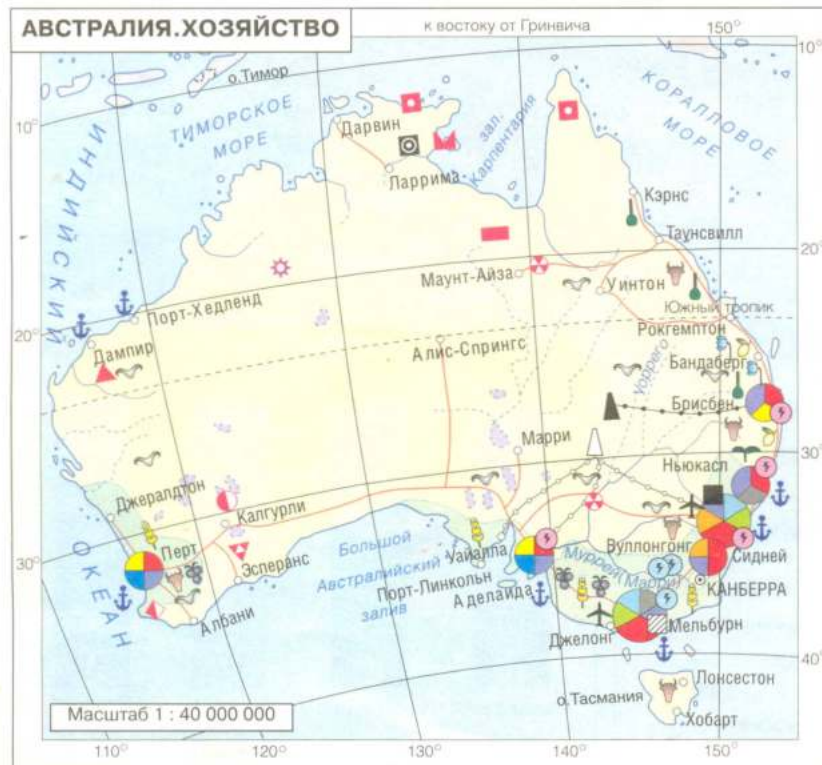 АВСТРАЛИЯ.ХОЗЯЙСТВО
к востоку от Гринвича
150°
10°
о.Тимор
10°
ТИМОРСКОЕ
МОРЕ
Дарвин
зал.
Карпентария
КОРАЛЛОВОЕ
МОРЕ
ИНДИЙСКИЙ
ОКЕАН
Ларрима
Кэрнс
Таунсвилл
20°
Маунт-Айза
Уинтон
Порт-Хедленд
Южный тропик
20°
Дампир
Алис-Спрингс
Рокгемптон
Бандаберг
Уоррего
Брисбен
Марри
30°
Ньюкасл
Джералдтон
Калгурли
Перт
Эсперанс
Большой
Австралийский
залив
Уайалла
Вуллонгонг
Сидней
30°
Порт-Линкольн
Муррей(Марри)
КАНБЕРРА
Аделаида
Албани
Джелонг
Мельбурн
40°
Лонсестон
о.Тасмания
Хобарт
Масштаб 1 : 40 000 000
110°
120°
130°
140°
150°